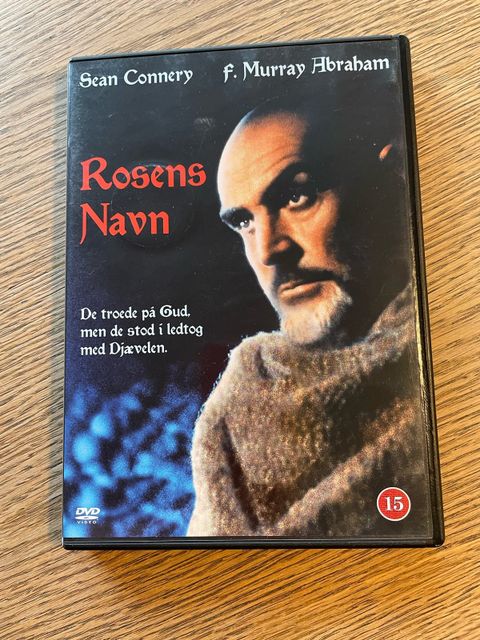 Sean Connery F. Murray Abraham
Rosens
Navn
De troede på Gud,
men de stod i ledtog
med Djævelen.
DVD
VIDEO
15